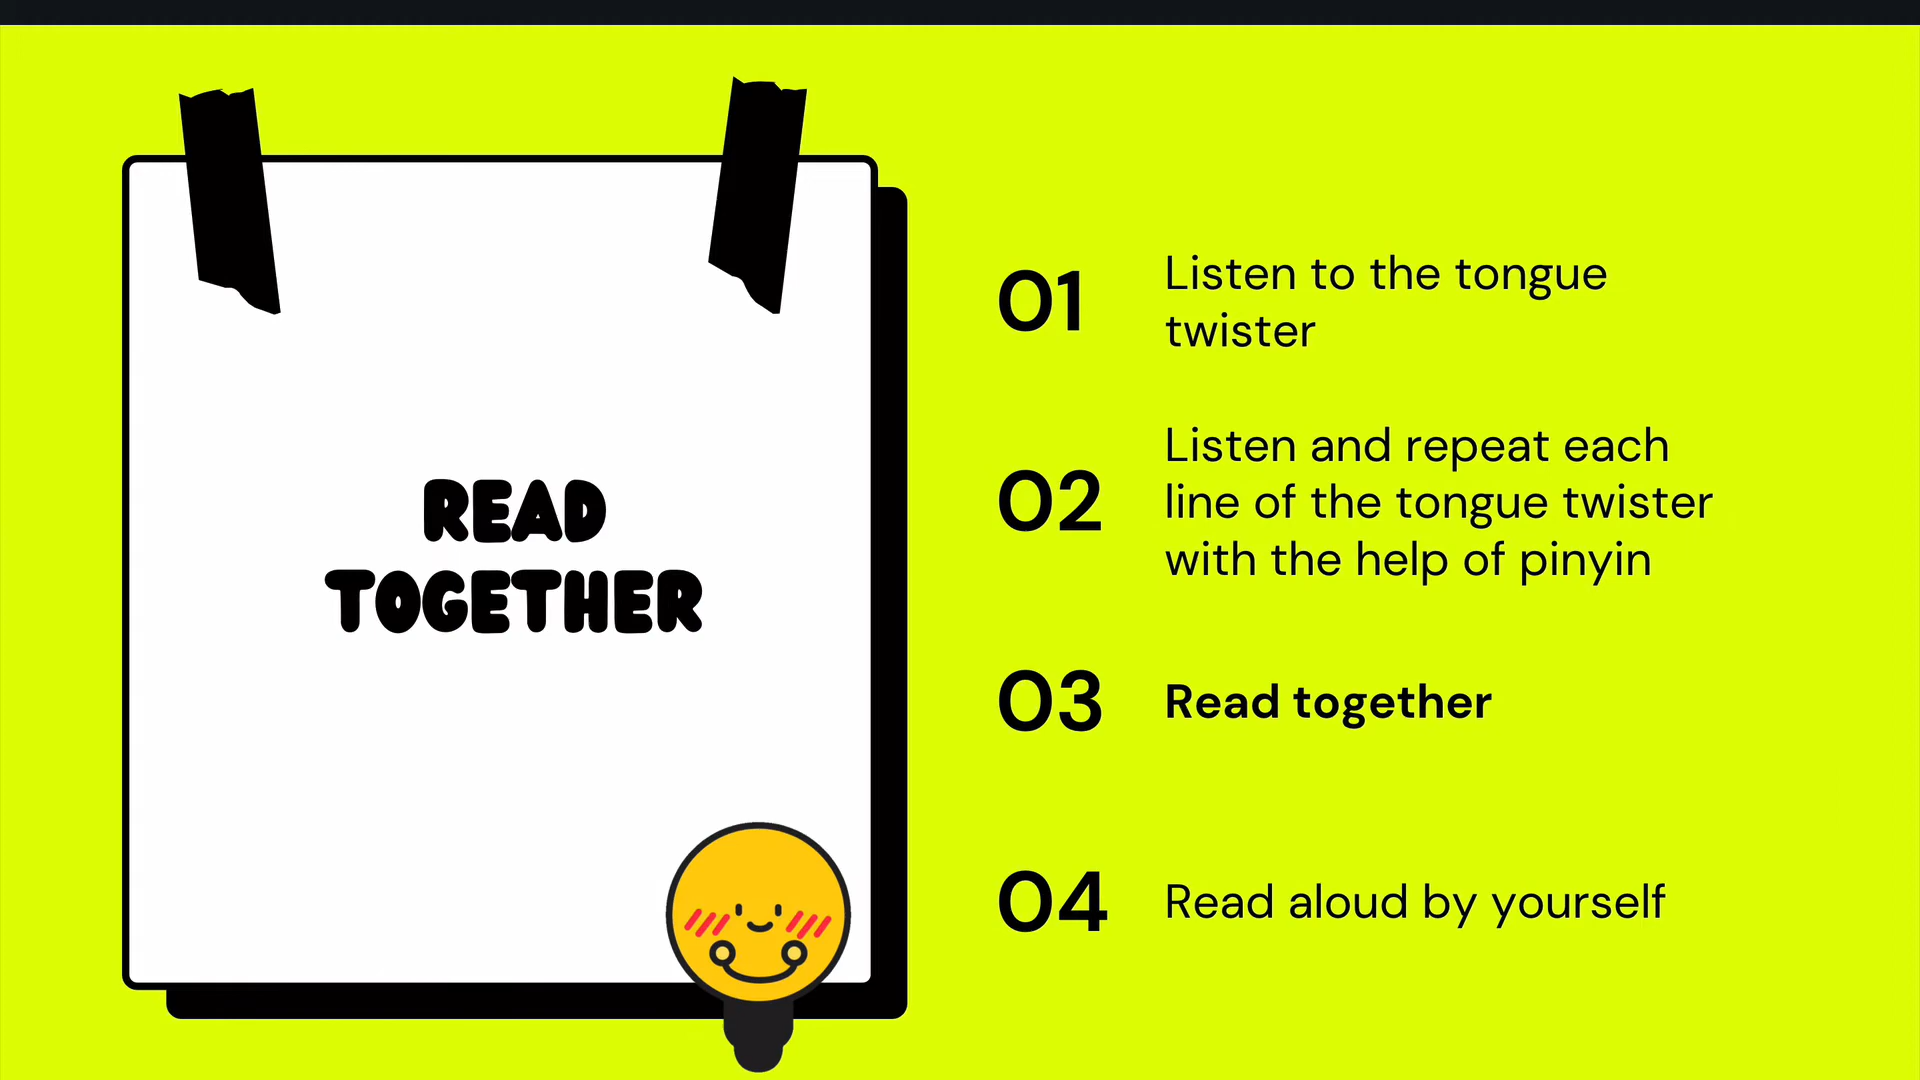 READ
TOGETHER
01
Listen to the tongue
twister
02
Listen and repeat each
line of the tongue twister
with the help of pinyin
03
Read together
04
Read aloud by yourself